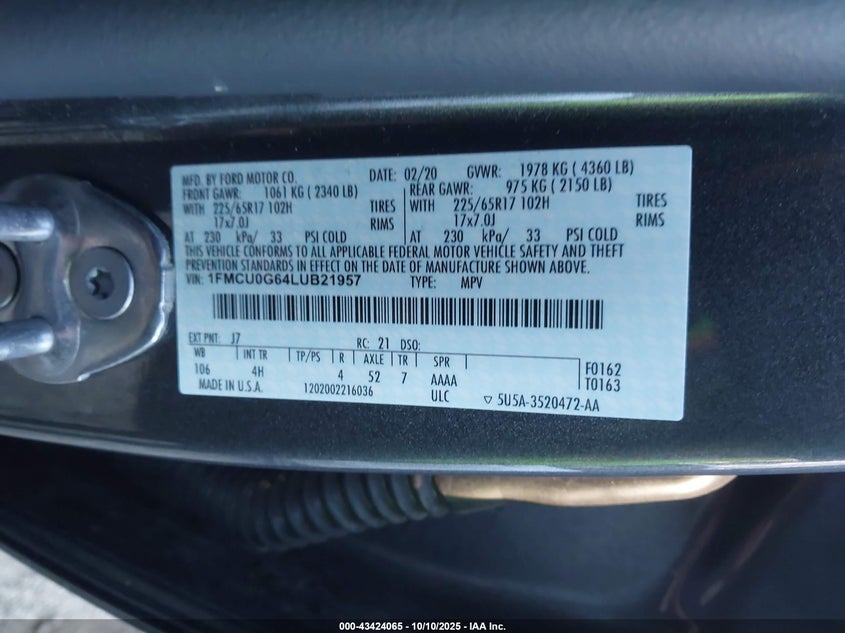 MFD. BY FORD MOTOR CO. DATE: 02/20 GVWR: 1978 KG ( 4360 LB)
FRONT GAWR: 1061 KG ( 2340 LB) REAR GAWR: 975 KG ( 2150 LB)
WITH 225/65R17 102H TIRES WITH 225/65R17 102H TIRES
17x7.0J RIMS 17x7.0J RIMS
AT 230 kPa/ 33 PSI COLD AT 230 kPa/ 33 PSI COLD
THIS VEHICLE CONFORMS TO ALL APPLICABLE FEDERAL MOTOR VEHICLE SAFETY AND THEFT
PREVENTION STANDARDS IN EFFECT ON THE DATE OF MANUFACTURE SHOWN ABOVE.
VIN: 1FMCU0G64LUB21957 TYPE: MPV
EXT PNT: J7 RC: 21 DSO:
WB INT TR TP/PS R AXLE TR SPR F0162
106 4H 4 52 7 AAAA T0163
MADE IN U.S.A. 1202002216036 ULC ▽ 5U5A-3520472-AA
000-43424065 - 10/10/2025 - IAA Inc.